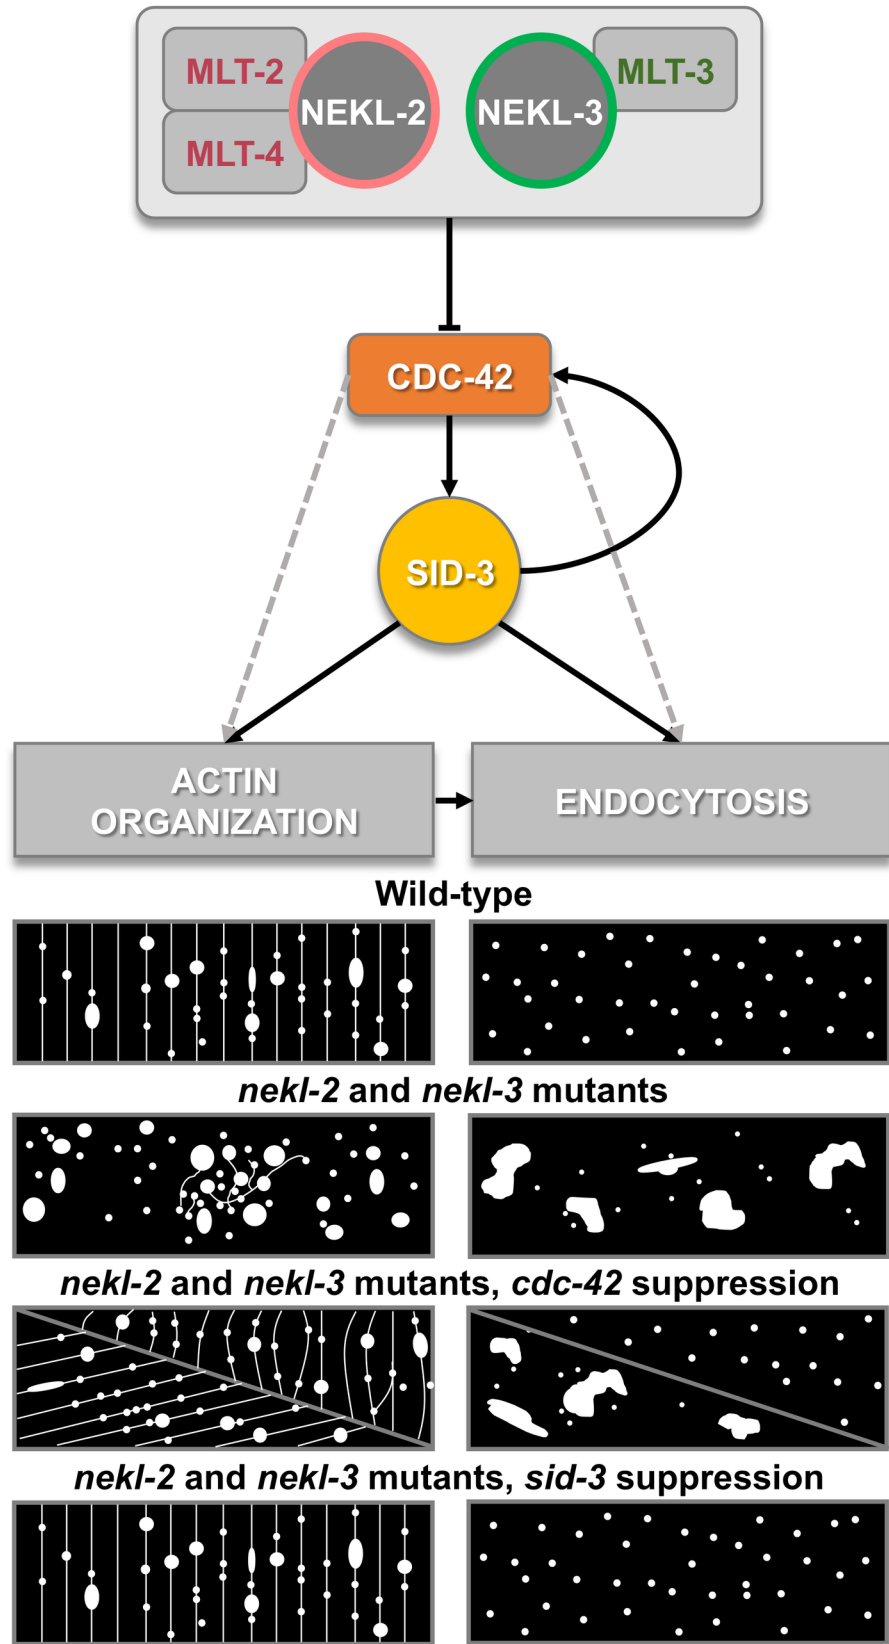 MLT-2
MLT-4
NEKL-2
NEKL-3
MLT-3
CDC-42
SID-3
ACTIN
ORGANIZATION
ENDOCYTOSIS
Wild-type
nekl-2 and nekl-3 mutants
nekl-2 and nekl-3 mutants, cdc-42 suppression
nekl-2 and nekl-3 mutants, sid-3 suppression